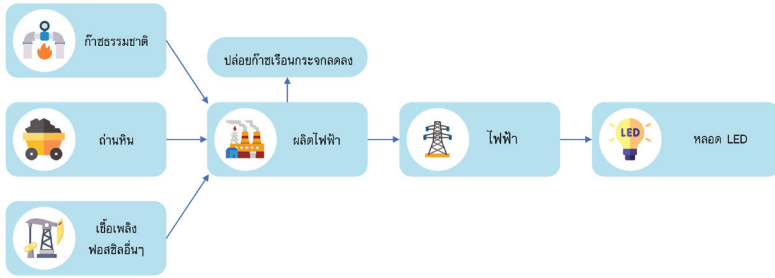 ก๊าซธรรมชาติ
ปล่อยก๊าซเรือนกระจกลดลง
ถ่านหิน
ผลิตไฟฟ้า
ไฟฟ้า
LED
หลอด LED
เชื้อเพลิง
ฟอสซิลอื่นๆ